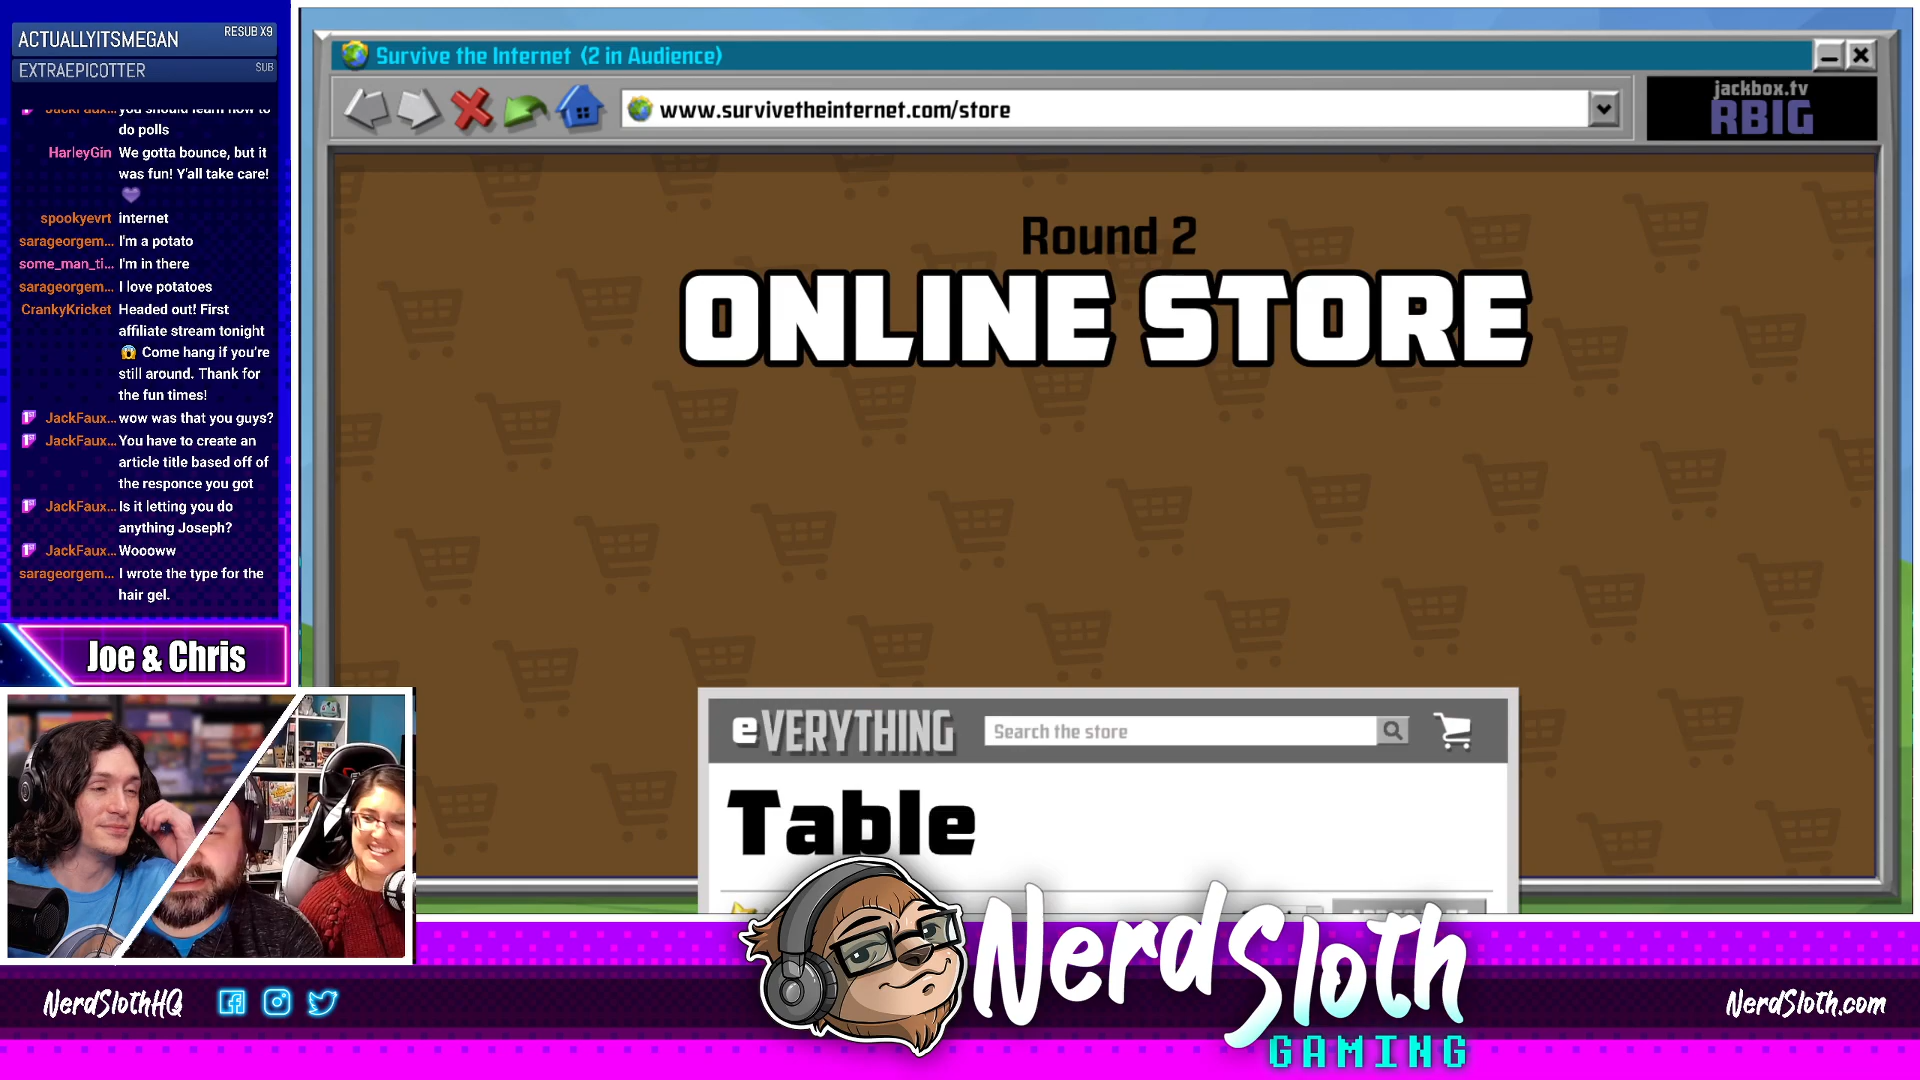 ACTUALLYITSMEGAN RESUB X9
EXTRAEPICOTTER SUB
JackFaux... you should learn how to
do polls
HarleyGin We gotta bounce, but it
was fun! Y'all take care!
💜
spookyevrt internet
sarageorgem... I'm a potato
some_man_ti... I'm in there
sarageorgem... I love potatoes
CrankyKricket Headed out! First
affiliate stream tonight
😱 Come hang if you're
still around. Thank for
the fun times!
JackFaux... wow was that you guys?
JackFaux... You have to create an
article title based off of
the responce you got
JackFaux... Is it letting you do
anything Joseph?
JackFaux... Woooww
sarageorgem... I wrote the type for the
hair gel.
Joe & Chris
Survive the Internet (2 in Audience)
www.survivetheinternet.com/store
jackbox.tv
RBIG
Round 2
ONLINE STORE
eVERYTHING Search the store
Table
NerdSloth
GAMING
NerdSlothHQ
NerdSloth.com